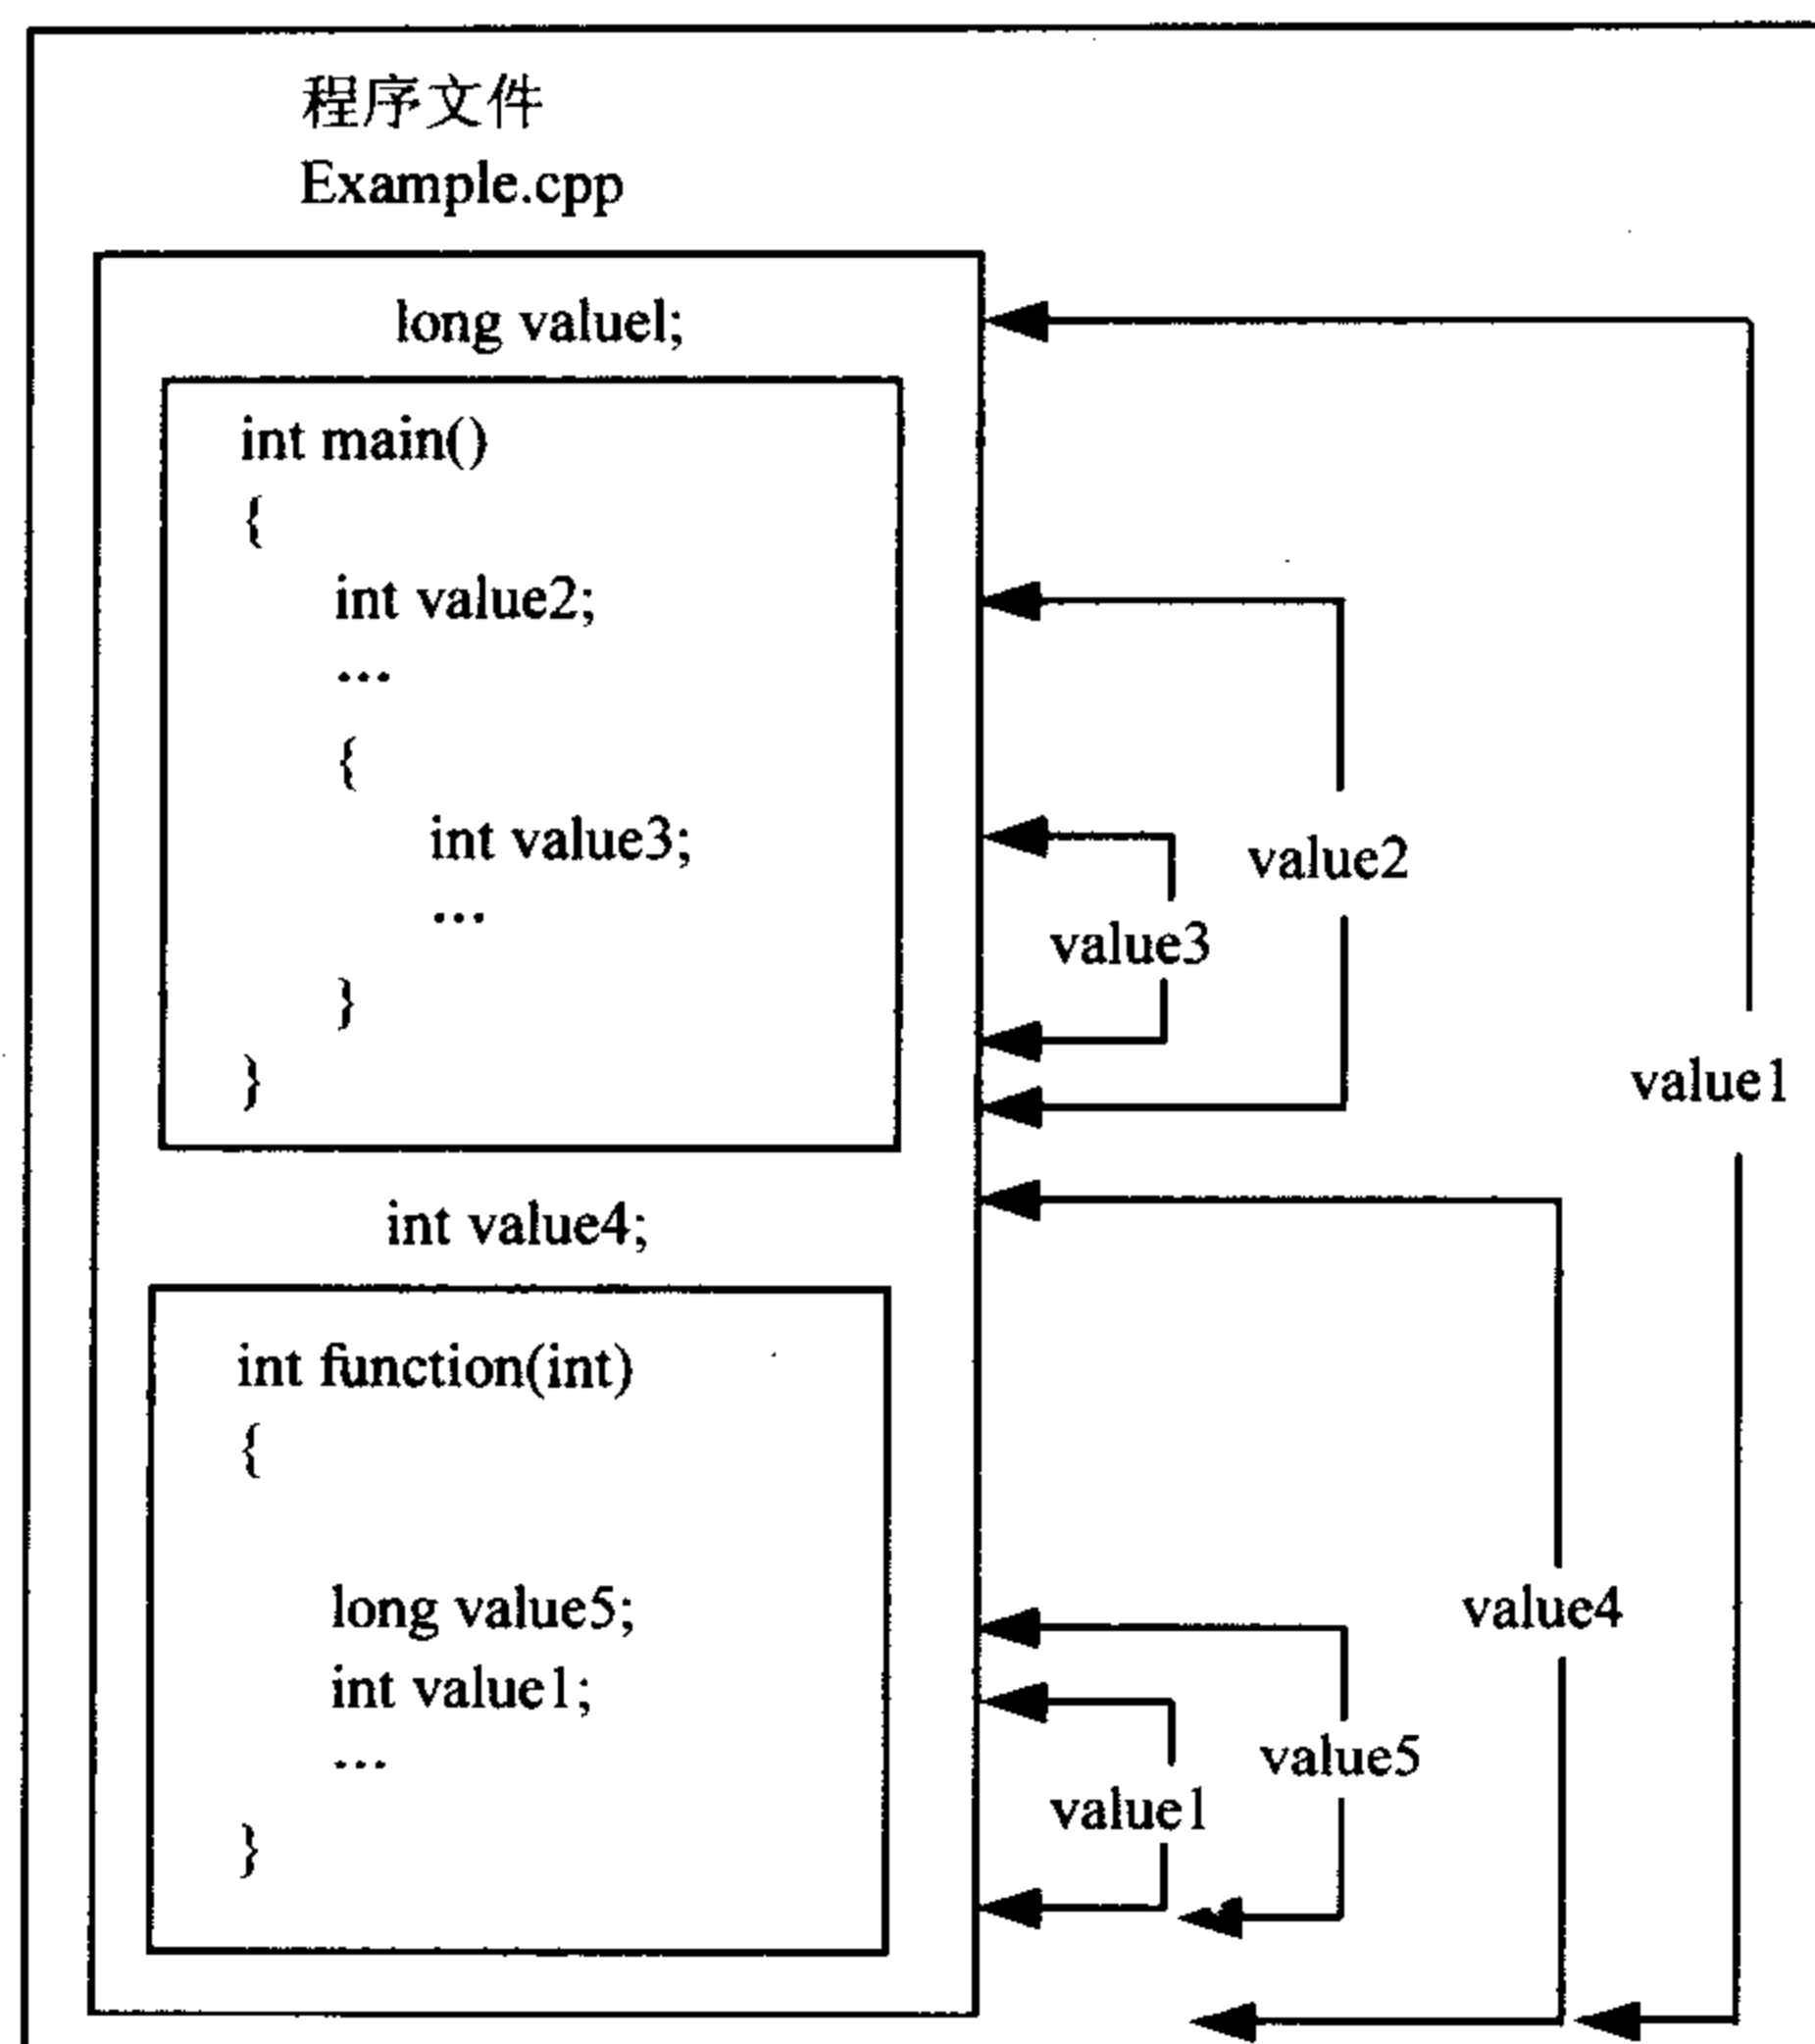 程序文件
Example.cpp
long valuel;
int main()
{
int value2;
...
{
int value3;
...
}
}
int value4;
int function(int)
{
long value5;
int value1;
...
}
value3
value2
value1
value4
value5
value1